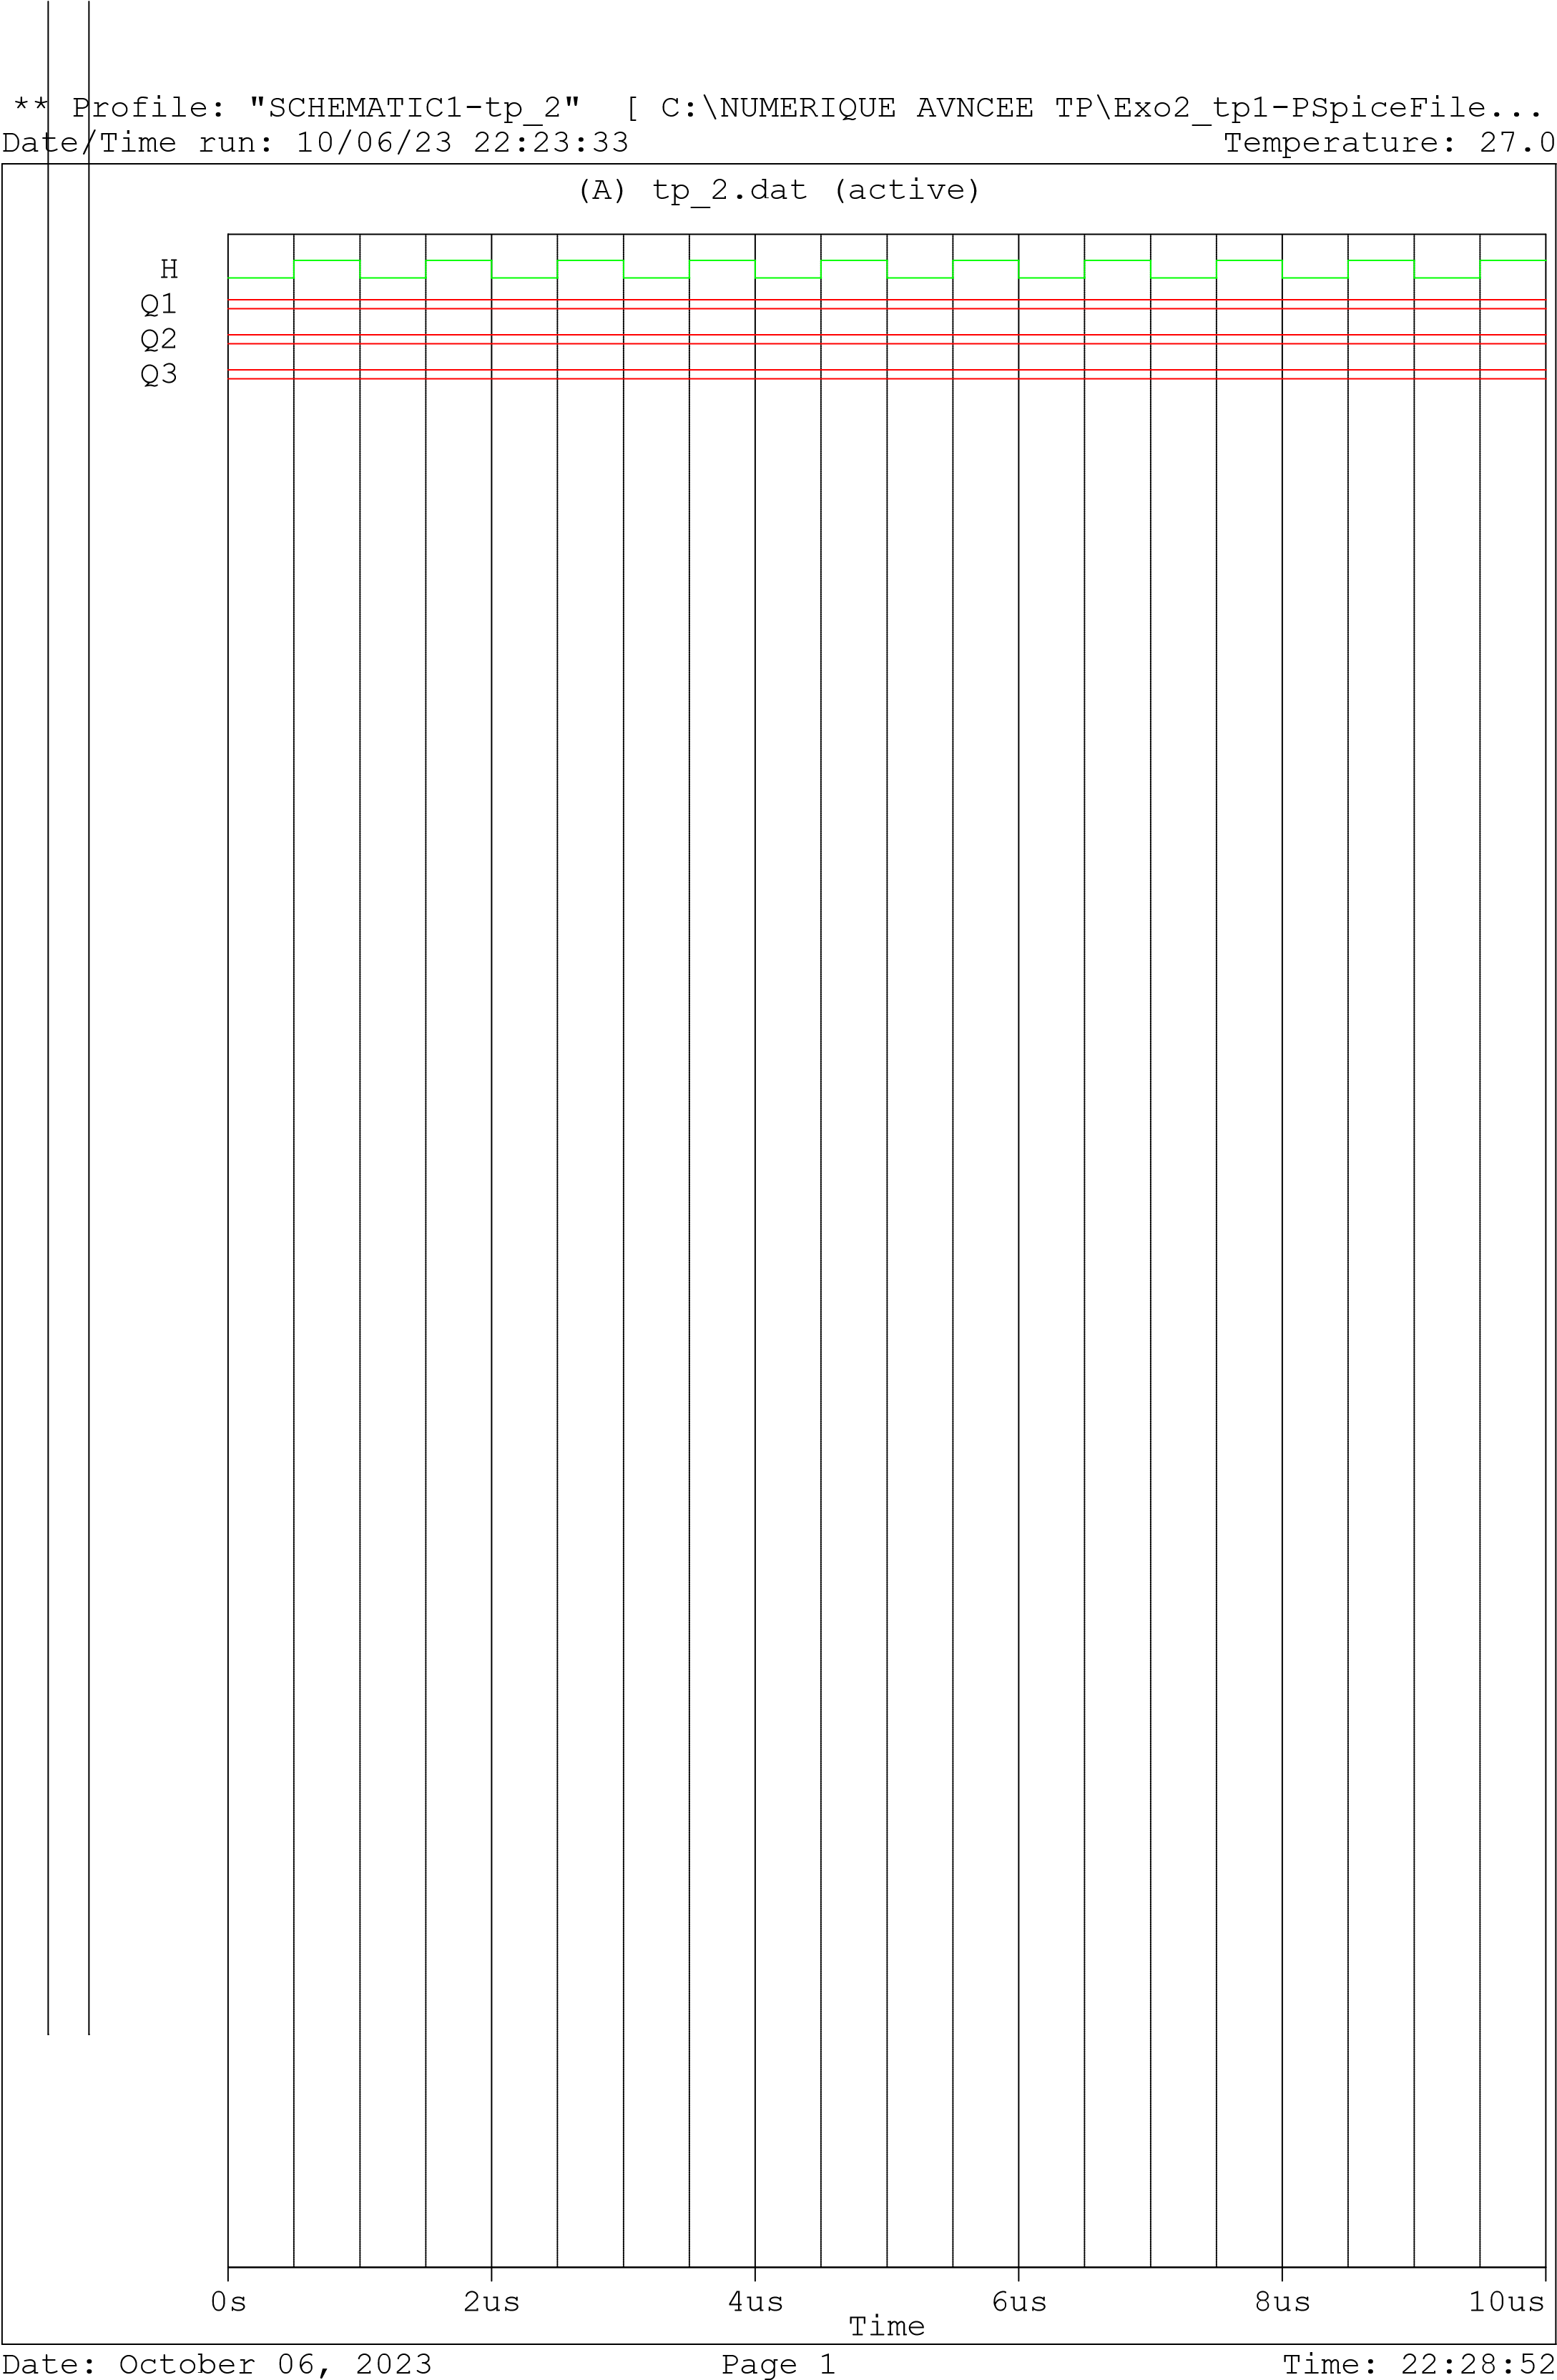 ** Profile: "SCHEMATIC1-tp_2"  [ C:\NUMERIQUE AVNCEE TP\Exo2_tp1-PSpiceFile...
Date/Time run: 10/06/23 22:23:33 Temperature: 27.0
(A) tp_2.dat (active)
H
Q1
Q2
Q3
0s 2us 4us 6us 8us 10us
Time
Date: October 06, 2023 Page 1 Time: 22:28:52